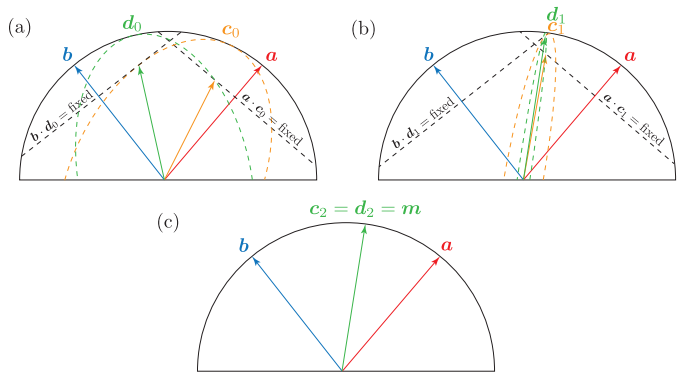 (a)
d₀
c₀
b
a
b · d₀ = fixed
a · c₀ = fixed
(b)
d₁
c₁
b
a
b · d₁ = fixed
a · c₁ = fixed
(c)
c₂ = d₂ = m
b
a